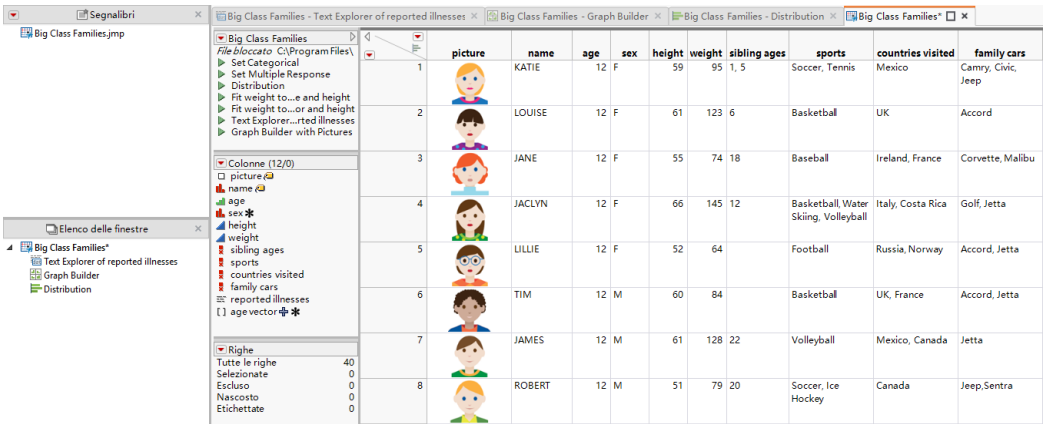 Segnalibri
Big Class Families.jmp
Elenco delle finestre
Big Class Families*
Text Explorer of reported illnesses
Graph Builder
Distribution
Big Class Families - Text Explorer of reported illnesses
Big Class Families - Graph Builder
Big Class Families - Distribution
Big Class Families*
Big Class Families
File bloccato C:\Program Files\
Set Categorical
Set Multiple Response
Distribution
Fit weight to...e and height
Fit weight to...or and height
Text Explorer...rted illnesses
Graph Builder with Pictures
Colonne (12/0)
picture
name
age
sex
height
weight
sibling ages
sports
countries visited
family cars
reported illnesses
age vector
Righe
Tutte le righe 40
Selezionate 0
Escluso 0
Nascosto 0
Etichettate 0
picture name age sex height weight sibling ages sports countries visited family cars
1 KATIE 12 F 59 95 1, 5 Soccer, Tennis Mexico Camry, Civic,
Jeep
2 LOUISE 12 F 61 123 6 Basketball UK Accord
3 JANE 12 F 55 74 18 Baseball Ireland, France Corvette, Malibu
4 JACLYN 12 F 66 145 12 Basketball, Water Italy, Costa Rica Golf, Jetta
Skiing, Volleyball
5 LILLIE 12 F 52 64 Football Russia, Norway Accord, Jetta
6 TIM 12 M 60 84 Basketball UK, France Accord, Jetta
7 JAMES 12 M 61 128 22 Volleyball Mexico, Canada Jetta
8 ROBERT 12 M 51 79 20 Soccer, Ice Canada Jeep,Sentra
Hockey